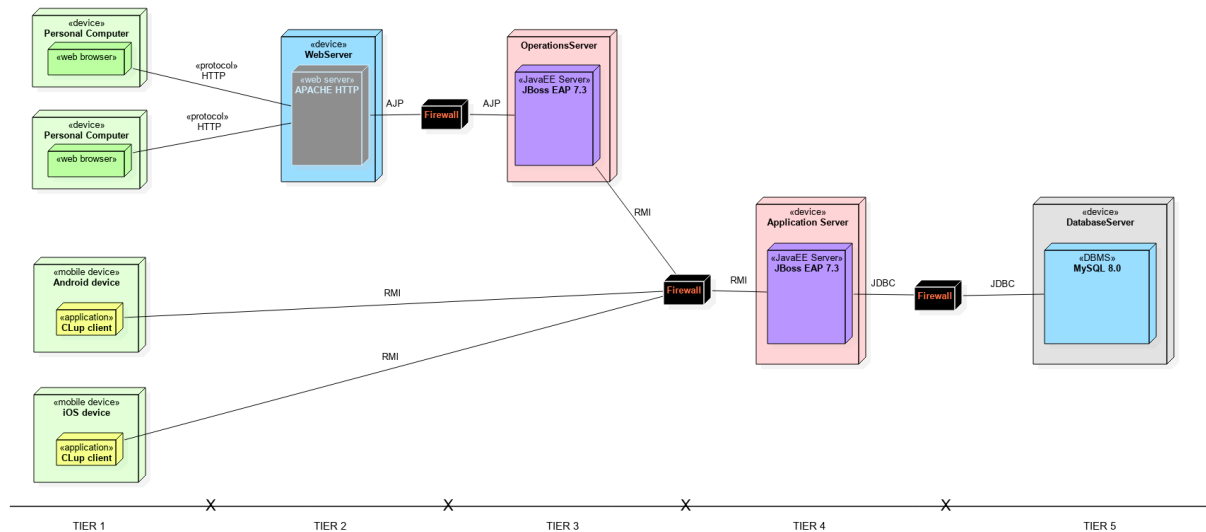 «device»
Personal Computer
«web browser»
«protocol»
HTTP
«device»
Personal Computer
«web browser»
«protocol»
HTTP
«device»
WebServer
«web server»
APACHE HTTP
AJP
Firewall
AJP
OperationsServer
«JavaEE Server»
JBoss EAP 7.3
RMI
«mobile device»
Android device
«application»
CLup client
RMI
«mobile device»
iOS device
«application»
CLup client
RMI
Firewall
RMI
«device»
Application Server
«JavaEE Server»
JBoss EAP 7.3
JDBC
Firewall
JDBC
«device»
DatabaseServer
«DBMS»
MySQL 8.0
X X X X
TIER 1
TIER 2
TIER 3
TIER 4
TIER 5